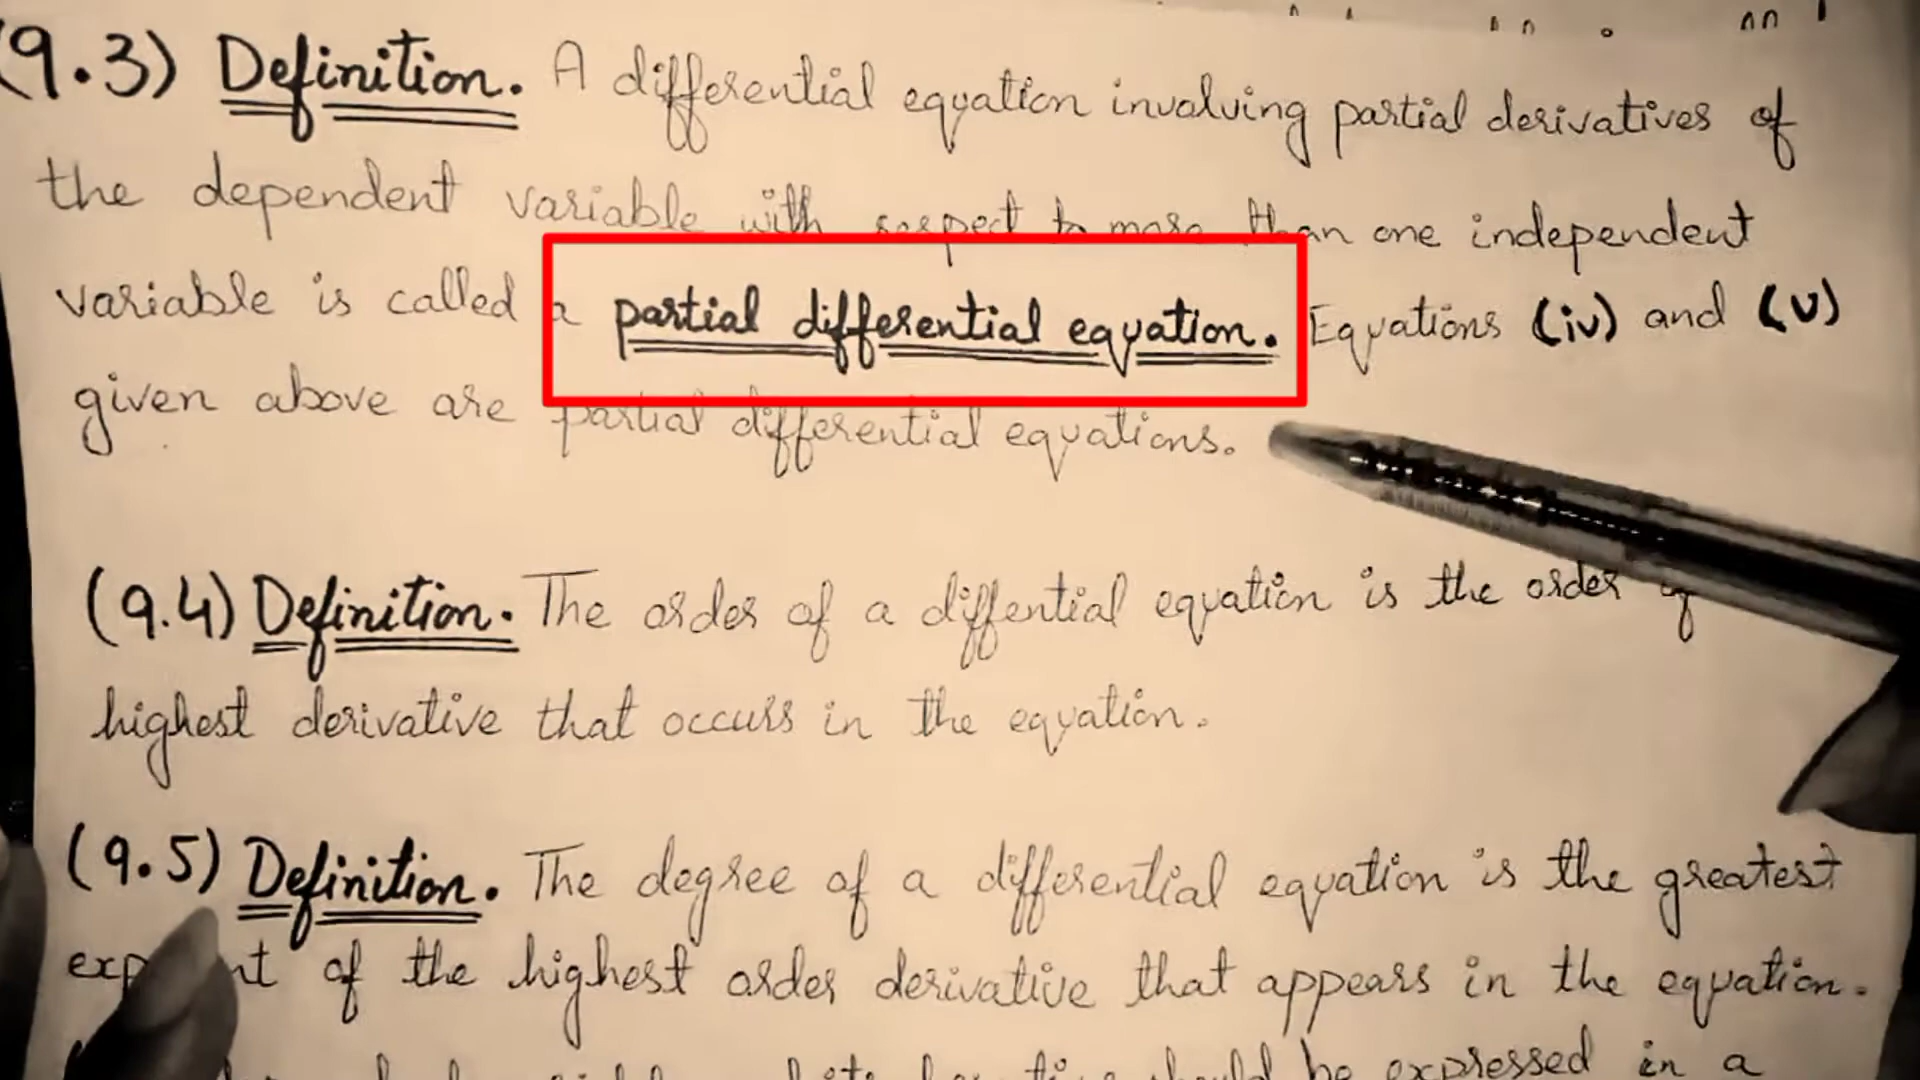 (9.3) Definition. A differential equation involving partial derivatives of
the dependent variable with respect to more than one independent
variable is called a partial differential equation. Equations (iv) and (v)
given above are partial differential equations.
(9.4) Definition. The order of a diffential equation is the order of
highest derivative that occurs in the equation.
(9.5) Definition. The degree of a differential equation is the greatest
of the highest order derivative that appears in the equation.
should be expressed in a